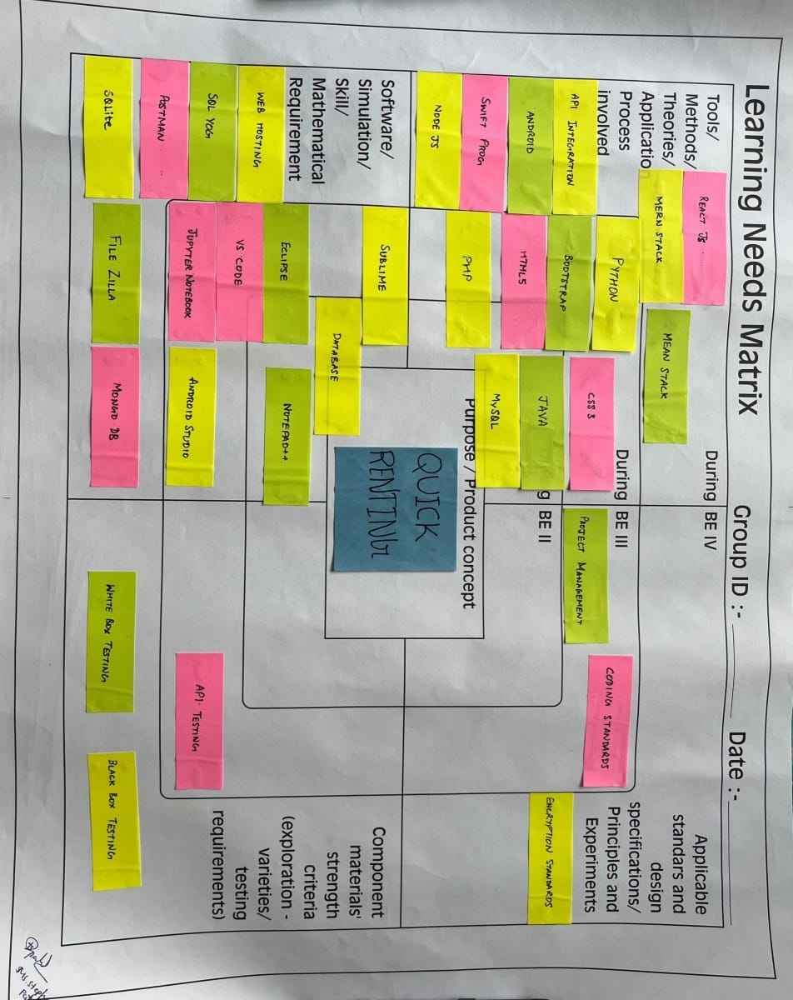 Learning Needs Matrix
Group ID :-
Date :-
Tools/
Methods/
Theories/
Applicatio
Process
involved
During BE IV
During BE III
g BE II
Applicable
standars and
design
specifications/
Principles and
Experiments
REACT JS
MERN STACK
MEAN STACK
API INTEGRATION
PYTHON
BOOTSTRAP
CSS 3
ANDROID
HTML5
JAVA
SWIFT PROG
PHP
MySQL
NODE JS
PROJECT MANAGEMENT
CODING STANDARDS
ENCRYPTION STANDARDS
Purpose / Product concept
QUICK
RENTING
Software/
Simulation/
Skill/
Mathematical
Requirement
SUBLIME
DATABASE
ECLIPSE
NOTEPAD++
WEB HOSTING
VS CODE
SQL YOG
JUPYTER NOTEBOOK
ANDROID STUDIO
POSTMAN
SQLite
FILE ZILLA
MONGO DB
Component
materials'
strength
criteria
(exploration -
varieties/
testing
requirements)
API TESTING
WHITE BOX TESTING
BLACK BOX TESTING